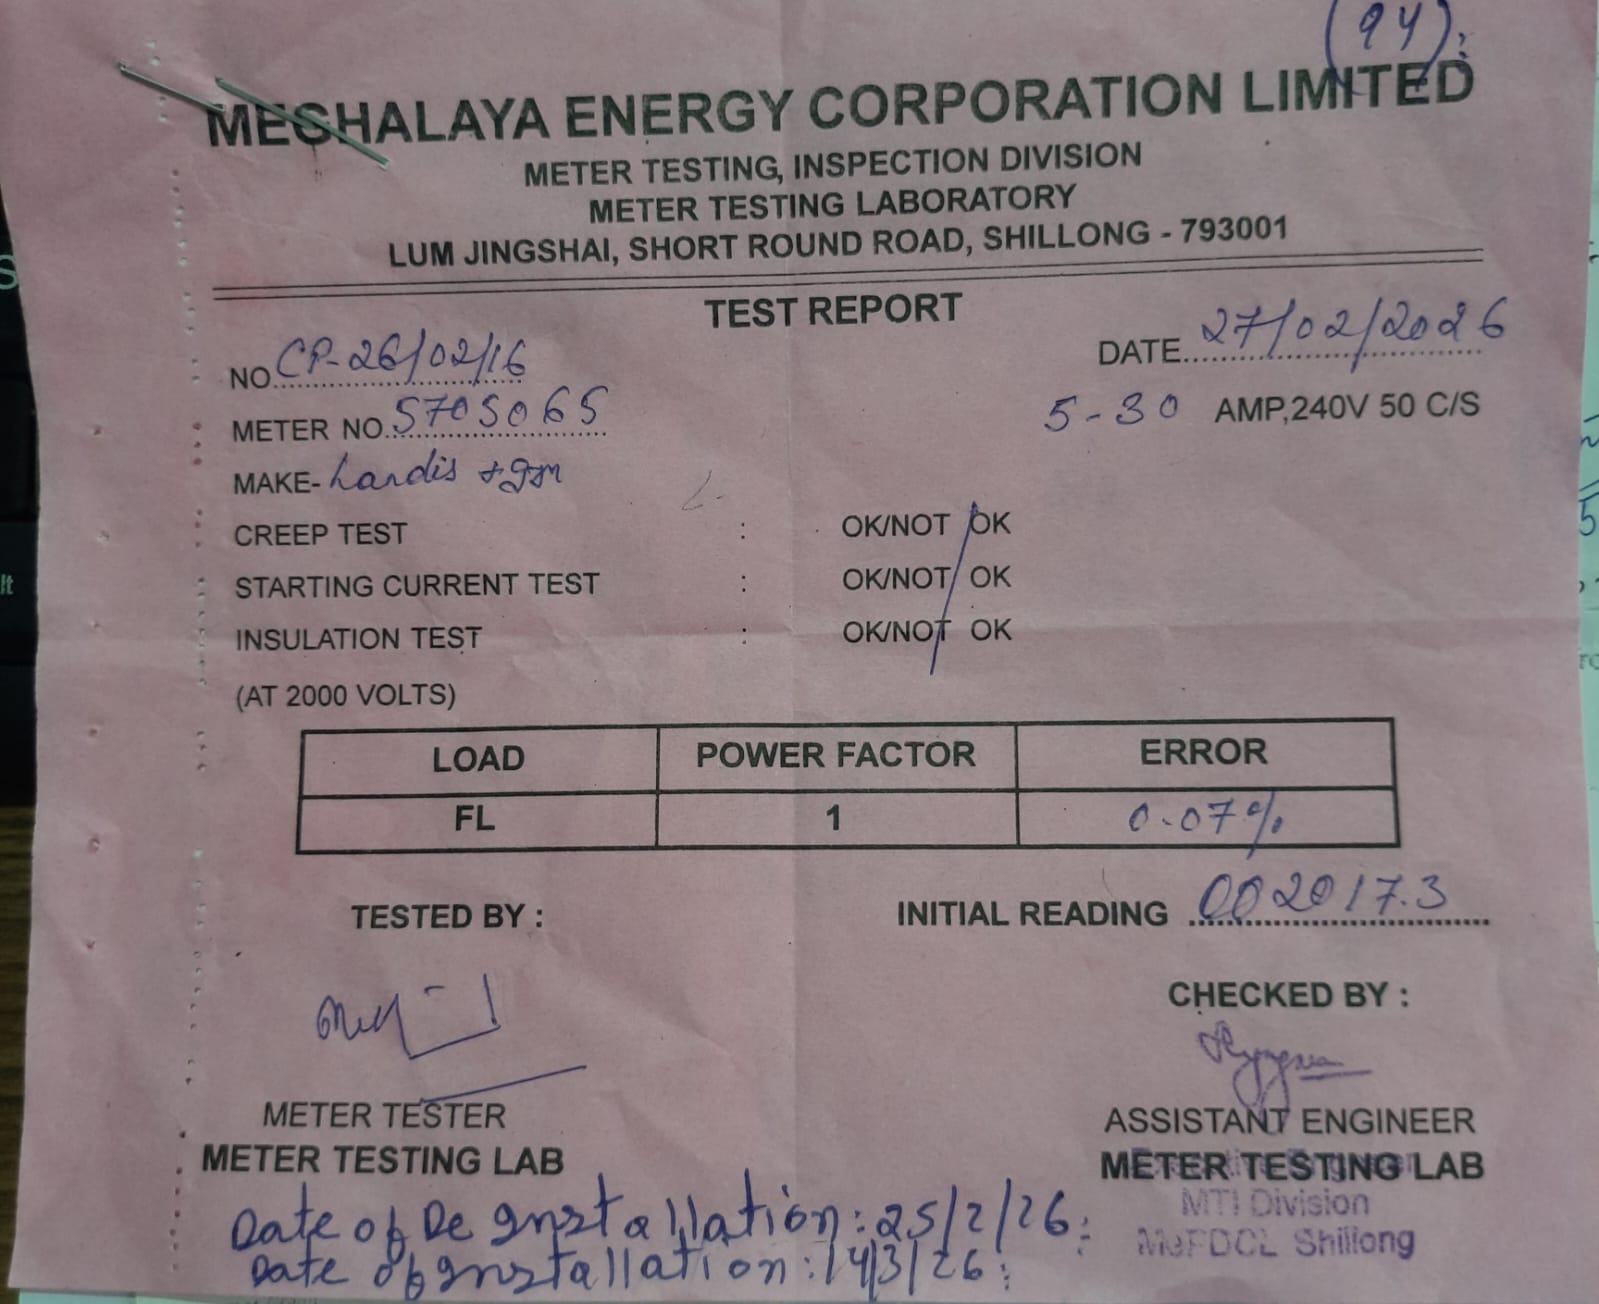 (94):
MEGHALAYA ENERGY CORPORATION LIMITED
METER TESTING, INSPECTION DIVISION
METER TESTING LABORATORY
LUM JINGSHAI, SHORT ROUND ROAD, SHILLONG - 793001
TEST REPORT
NO. CP-26/02/16 DATE 27/02/2026
METER NO. 5705065 5-30 AMP,240V 50 C/S
MAKE- Landis + gyr
CREEP TEST : OK/NOT OK
STARTING CURRENT TEST : OK/NOT OK
INSULATION TEST : OK/NOT OK
(AT 2000 VOLTS)
LOAD POWER FACTOR ERROR
FL 1 0.07%
TESTED BY : INITIAL READING 002017.3
CHECKED BY :
METER TESTER ASSISTANT ENGINEER
METER TESTING LAB METER TESTING LAB
MTI Division
MePDCL Shillong
Date of De Installation: 25/2/26:
Date of Installation: 14/3/26: